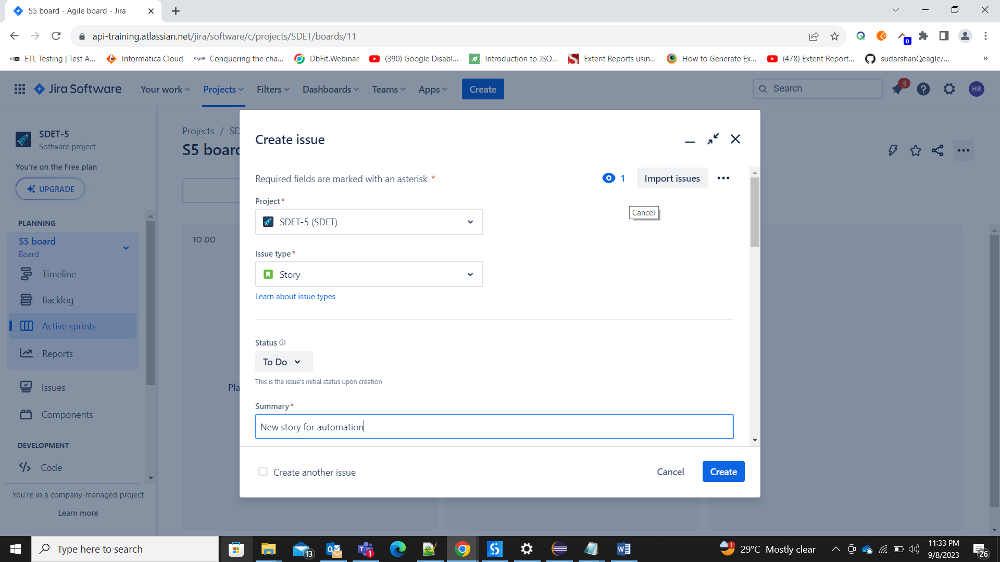 S5 board - Agile board - Jira
api-training.atlassian.net/jira/software/c/projects/SDET/boards/11
0
ETL Testing | Test A...
Informatica Cloud
Cigniti Conquering the cha...
DbFit.Webinar
(390) Google Disabl...
Introduction to JSO...
Extent Reports usin...
How to Generate Ex...
(478) Extent Report...
sudarshanQeagle/...
»
Jira Software
Your work
Projects
Filters
Dashboards
Teams
Apps
Create
Search
3
HR
SDET-5
Software project
You're on the Free plan
UPGRADE
PLANNING
S5 board
Board
Timeline
Backlog
Active sprints
Reports
Issues
Components
DEVELOPMENT
Code
You're in a company-managed project
Learn more
Projects / SD
S5 board
TO DO
Pla
Create issue
Required fields are marked with an asterisk *
1
Import issues
Cancel
Project *
SDET-5 (SDET)
Issue type *
Story
Learn about issue types
Status
To Do
This is the issue's initial status upon creation
Summary *
New story for automation
Create another issue
Cancel
Create
Type here to search
13
1
1
29°C Mostly clear
11:33 PM
9/8/2023
26